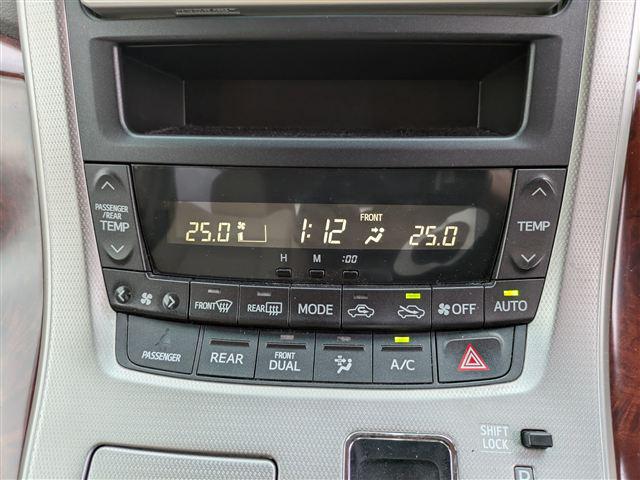 PASSENGER
/REAR
TEMP
25.0 1:12 FRONT 25.0
TEMP
H M :00
FRONT REAR MODE OFF AUTO
PASSENGER REAR FRONT DUAL A/C
SHIFT
LOCK
P